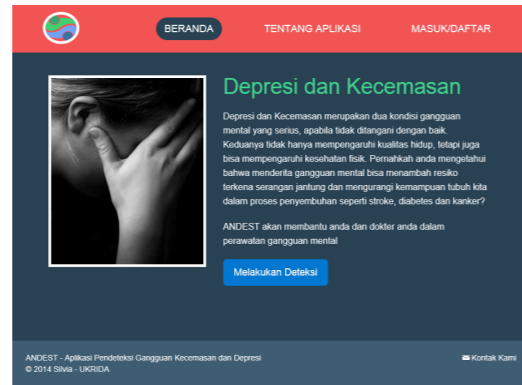 BERANDA TENTANG APLIKASI MASUK/DAFTAR
Depresi dan Kecemasan
Depresi dan Kecemasan merupakan dua kondisi gangguan
mental yang serius, apabila tidak ditangani dengan baik.
Keduanya tidak hanya mempengaruhi kualitas hidup, tetapi juga
bisa mempengaruhi kesehatan fisik. Pernahkah anda mengetahui
bahwa menderita gangguan mental bisa menambah resiko
terkena serangan jantung dan mengurangi kemampuan tubuh kita
dalam proses penyembuhan seperti stroke, diabetes dan kanker?
ANDEST akan membantu anda dan dokter anda dalam
perawatan gangguan mental
Melakukan Deteksi
ANDEST - Aplikasi Pendeteksi Gangguan Kecemasan dan Depresi
© 2014 Silvia - UKRIDA
Kontak Kami